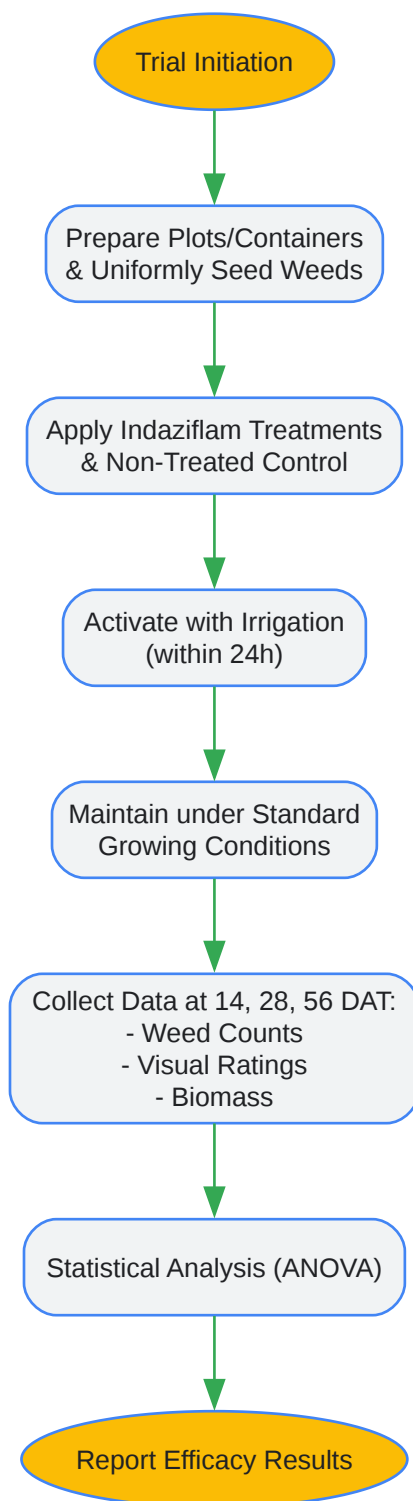 Trial Initiation
Prepare Plots/Containers
& Uniformly Seed Weeds
Apply Indaziflam Treatments
& Non-Treated Control
Activate with Irrigation
(within 24h)
Maintain under Standard
Growing Conditions
Collect Data at 14, 28, 56 DAT:
- Weed Counts
- Visual Ratings
- Biomass
Statistical Analysis (ANOVA)
Report Efficacy Results